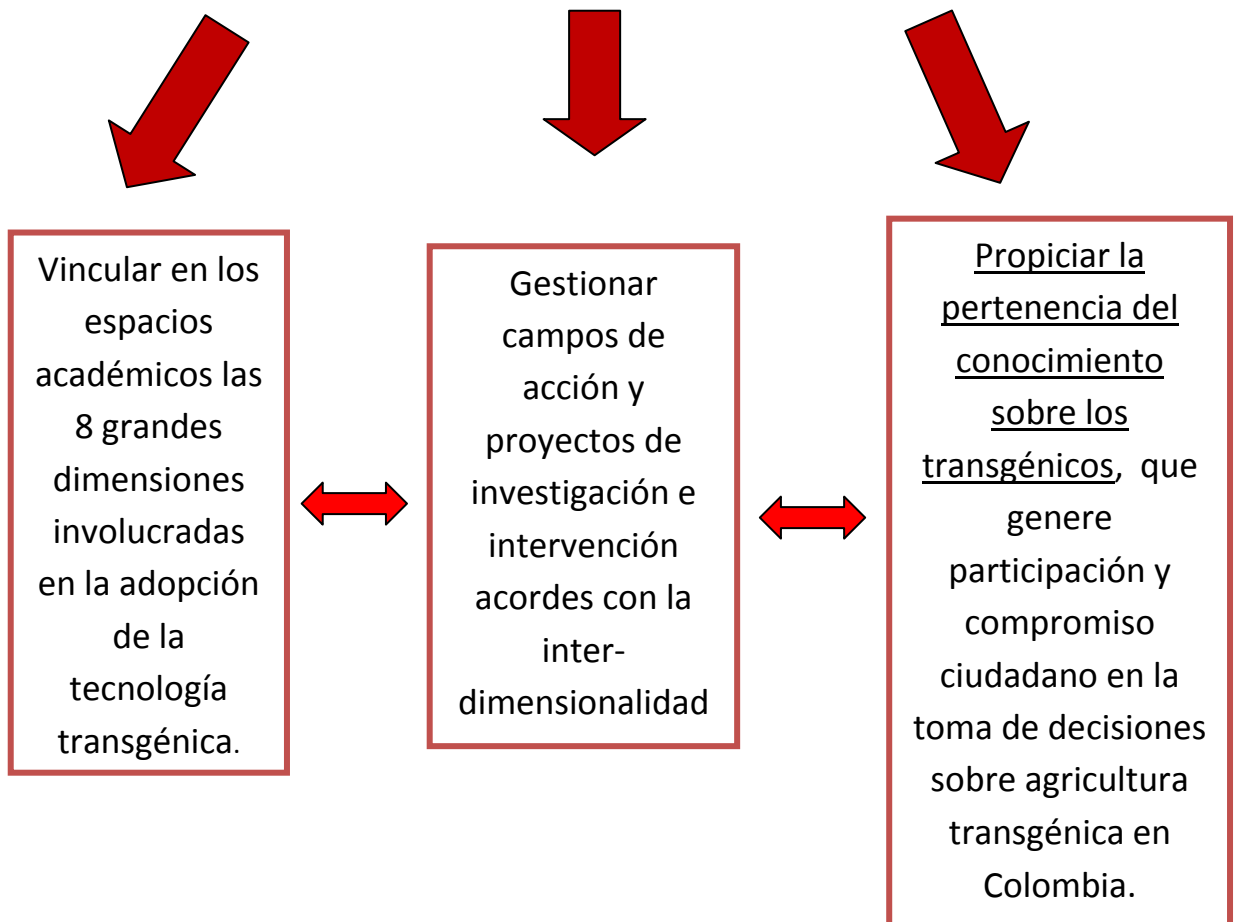 Vincular en los
espacios
académicos las
8 grandes
dimensiones
involucradas
en la adopción
de la
tecnología
transgénica.
Gestionar
campos de
acción y
proyectos de
investigación e
intervención
acordes con la
inter-
dimensionalidad
Propiciar la
pertenencia del
conocimiento
sobre los
transgénicos, que
genere
participación y
compromiso
ciudadano en la
toma de decisiones
sobre agricultura
transgénica en
Colombia.